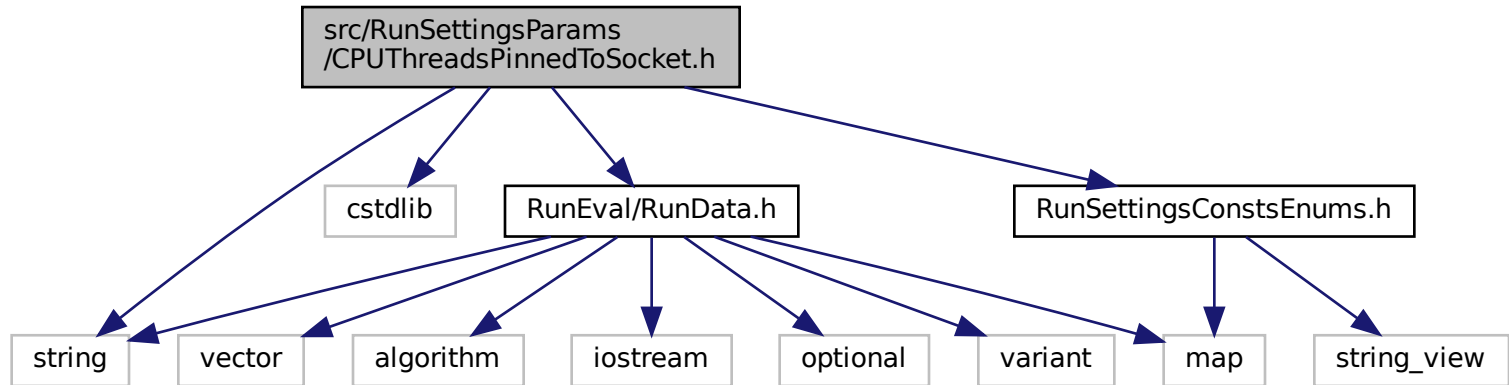 src/RunSettingsParams
/CPUThreadsPinnedToSocket.h
cstdlib
RunEval/RunData.h
RunSettingsConstsEnums.h
string
vector
algorithm
iostream
optional
variant
map
string_view